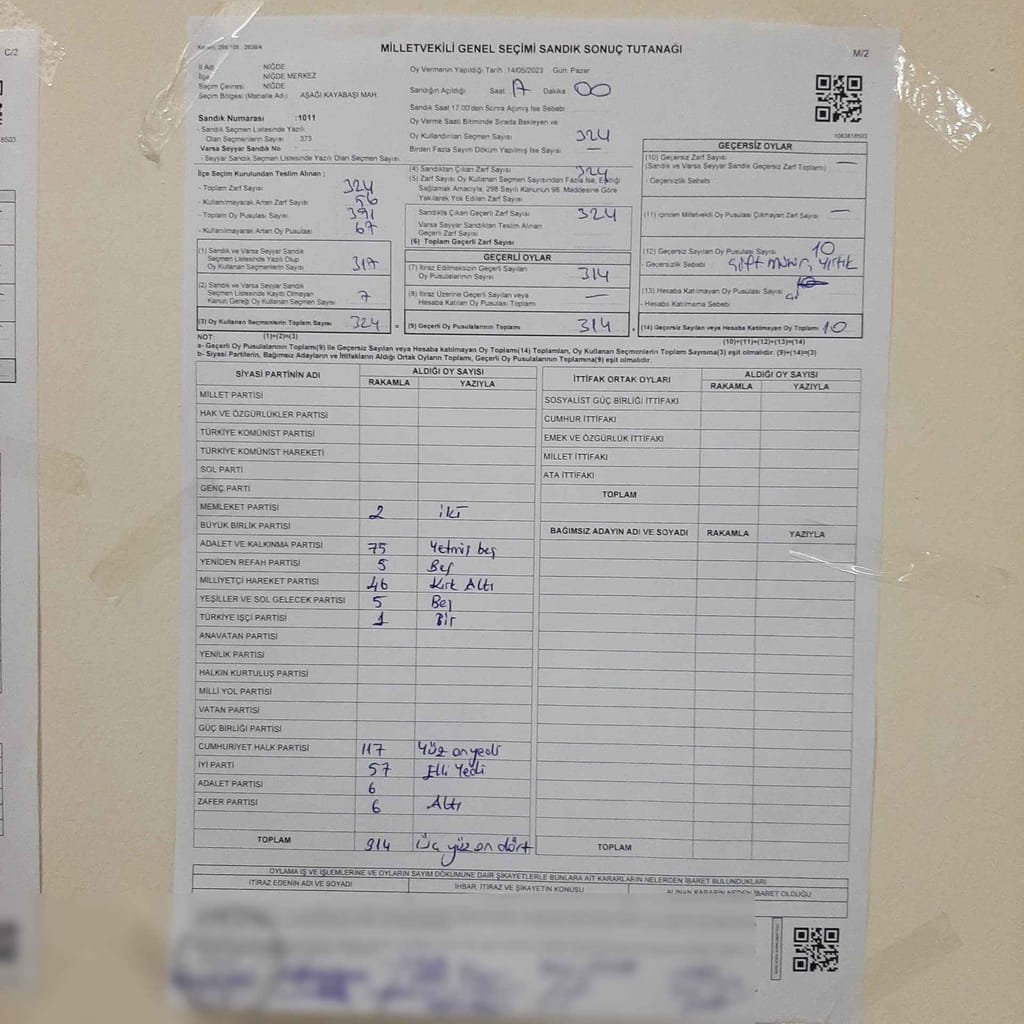 C/2
MİLLETVEKİLİ GENEL SEÇİMİ SANDIK SONUÇ TUTANAĞI
M/2
İl Adı NİĞDE
İlçe NİĞDE MERKEZ
Seçim Çevresi NİĞDE
Seçim Bölgesi (Mahalle Adı) AŞAĞI KAYABAŞI MAH.
Oy Vermenin Yapıldığı Tarih :14/05/2023 Gün: Pazar
Sandığın Açıldığı Saat: 17 Dakika: 00
Sandık Saat 17:00'den Sonra Açılmış İse Sebebi
Sandık Numarası :1011
- Sandık Seçmen Listesinde Yazılı
Olan Seçmenlerin Sayısı : 373
Varsa Seyyar Sandık No :
- Seyyar Sandık Seçmen Listesinde Yazılı Olan Seçmen Sayısı
Oy Verme Saati Bitiminde Sırada Bekleyen ve
Oy Kullandırılan Seçmen Sayısı 324
Birden Fazla Sayım Döküm Yapılmış İse Sayısı —
İlçe Seçim Kurulundan Teslim Alınan ;
- Toplam Zarf Sayısı 324
- Kullanılmayarak Artan Zarf Sayısı 56
- Toplam Oy Pusulası Sayısı 391
- Kullanılmayarak Artan Oy Pusulası 67
(4) Sandıktan Çıkan Zarf Sayısı 324
(5) Zarf Sayısı Oy Kullanan Seçmen Sayısından Fazla İse, Eşitliği
Sağlamak Amacıyla, 298 Sayılı Kanunun 98. Maddesine Göre
Yakılarak Yok Edilen Zarf Sayısı
Sandıkta Çıkan Geçerli Zarf Sayısı 324
Varsa Seyyar Sandıktan Teslim Alınan
Geçerli Zarf Sayısı
(6) Toplam Geçerli Zarf Sayısı
1083818503
GEÇERSİZ OYLAR
(10) Geçersiz Zarf Sayısı —
(Sandık ve Varsa Seyyar Sandık Geçersiz Zarf Toplamı)
- Geçersizlik Sebebi
(11) İçinden Milletvekili Oy Pusulası Çıkmayan Zarf Sayısı —
(12) Geçersiz Sayılan Oy Pusulası Sayısı 10
- Geçersizlik Sebebi Çift mühür, yırtık
(13) Hesaba Katılmayan Oy Pusulası Sayısı
- Hesaba Katılmama Sebebi
(14) Geçersiz Sayılan veya Hesaba Katılmayan Oy Toplamı 10
(10)+(11)+(12)+(13)=(14)
(1) Sandık ve Varsa Seyyar Sandık
Seçmen Listesinde Yazılı Olup
Oy Kullanan Seçmenlerin Sayısı 317
(2) Sandık ve Varsa Seyyar Sandık
Seçmen Listesinde Kaydı Olmayan
Kanun Gereği Oy Kullanan Seçmen Sayısı 7
(3) Oy Kullanan Seçmenlerin Toplam Sayısı 324 =
GEÇERLİ OYLAR
(7) İtiraz Edilmeksizin Geçerli Sayılan
Oy Pusulalarının Sayısı 314
(8) İtiraz Üzerine Geçerli Sayılan veya
Hesaba Katılan Oy Pusulası Toplamı —
(9) Geçerli Oy Pusulalarının Toplamı 314 +
NOT: (1)+(2)=(3)
a- Geçerli Oy Pusulaları Toplamı(9) ile Geçersiz Sayılan veya Hesaba katılmayan Oy Toplamı(14) Toplamları, Oy Kullanan Seçmenlerin Toplam Sayısına(3) eşit olmalıdır. (9)+(14)=(3)
b- Siyasi Partilerin, Bağımsız Adayların ve İttifakların Aldığı Ortak Oyların Toplamı, Geçerli Oy Pusulalarının Toplamına(9) eşit olmalıdır.
SİYASİ PARTİNİN ADI ALDIĞI OY SAYISI
RAKAMLA YAZIYLA
MİLLET PARTİSİ
HAK VE ÖZGÜRLÜKLER PARTİSİ
TÜRKİYE KOMÜNİST PARTİSİ
TÜRKİYE KOMÜNİST HAREKETİ
SOL PARTİ
GENÇ PARTİ
MEMLEKET PARTİSİ 2 iki
BÜYÜK BİRLİK PARTİSİ
ADALET VE KALKINMA PARTİSİ 75 Yetmiş beş
YENİDEN REFAH PARTİSİ 5 Beş
MİLLİYETÇİ HAREKET PARTİSİ 46 Kırk Altı
YEŞİLLER VE SOL GELECEK PARTİSİ 5 Beş
TÜRKİYE İŞÇİ PARTİSİ 1 Bir
ANAVATAN PARTİSİ
YENİLİK PARTİSİ
HALKIN KURTULUŞ PARTİSİ
MİLLİ YOL PARTİSİ
VATAN PARTİSİ
GÜÇ BİRLİĞİ PARTİSİ
CUMHURİYET HALK PARTİSİ 117 Yüz on yedi
İYİ PARTİ 57 Elli Yedi
ADALET PARTİSİ 6
ZAFER PARTİSİ 6 Altı
TOPLAM 314 Üç yüz on dört
İTTİFAK ORTAK OYLARI ALDIĞI OY SAYISI
RAKAMLA YAZIYLA
SOSYALİST GÜÇ BİRLİĞİ İTTİFAKI
CUMHUR İTTİFAKI
EMEK VE ÖZGÜRLÜK İTTİFAKI
MİLLET İTTİFAKI
ATA İTTİFAKI
TOPLAM
BAĞIMSIZ ADAYIN ADI VE SOYADI RAKAMLA YAZIYLA
TOPLAM
OYLAMA İŞ VE İŞLEMLERİNE VE OYLARIN SAYIM DÖKÜMÜNE DAİR ŞİKAYETLERLE BUNLARA AİT KARARLARIN NELERDEN İBARET BULUNDUKLARI
İTİRAZ EDENİN ADI VE SOYADI İHBAR, İTİRAZ VE ŞİKAYETİN KONUSU ALINAN KARARIN NEDEN İBARET OLDUĞU